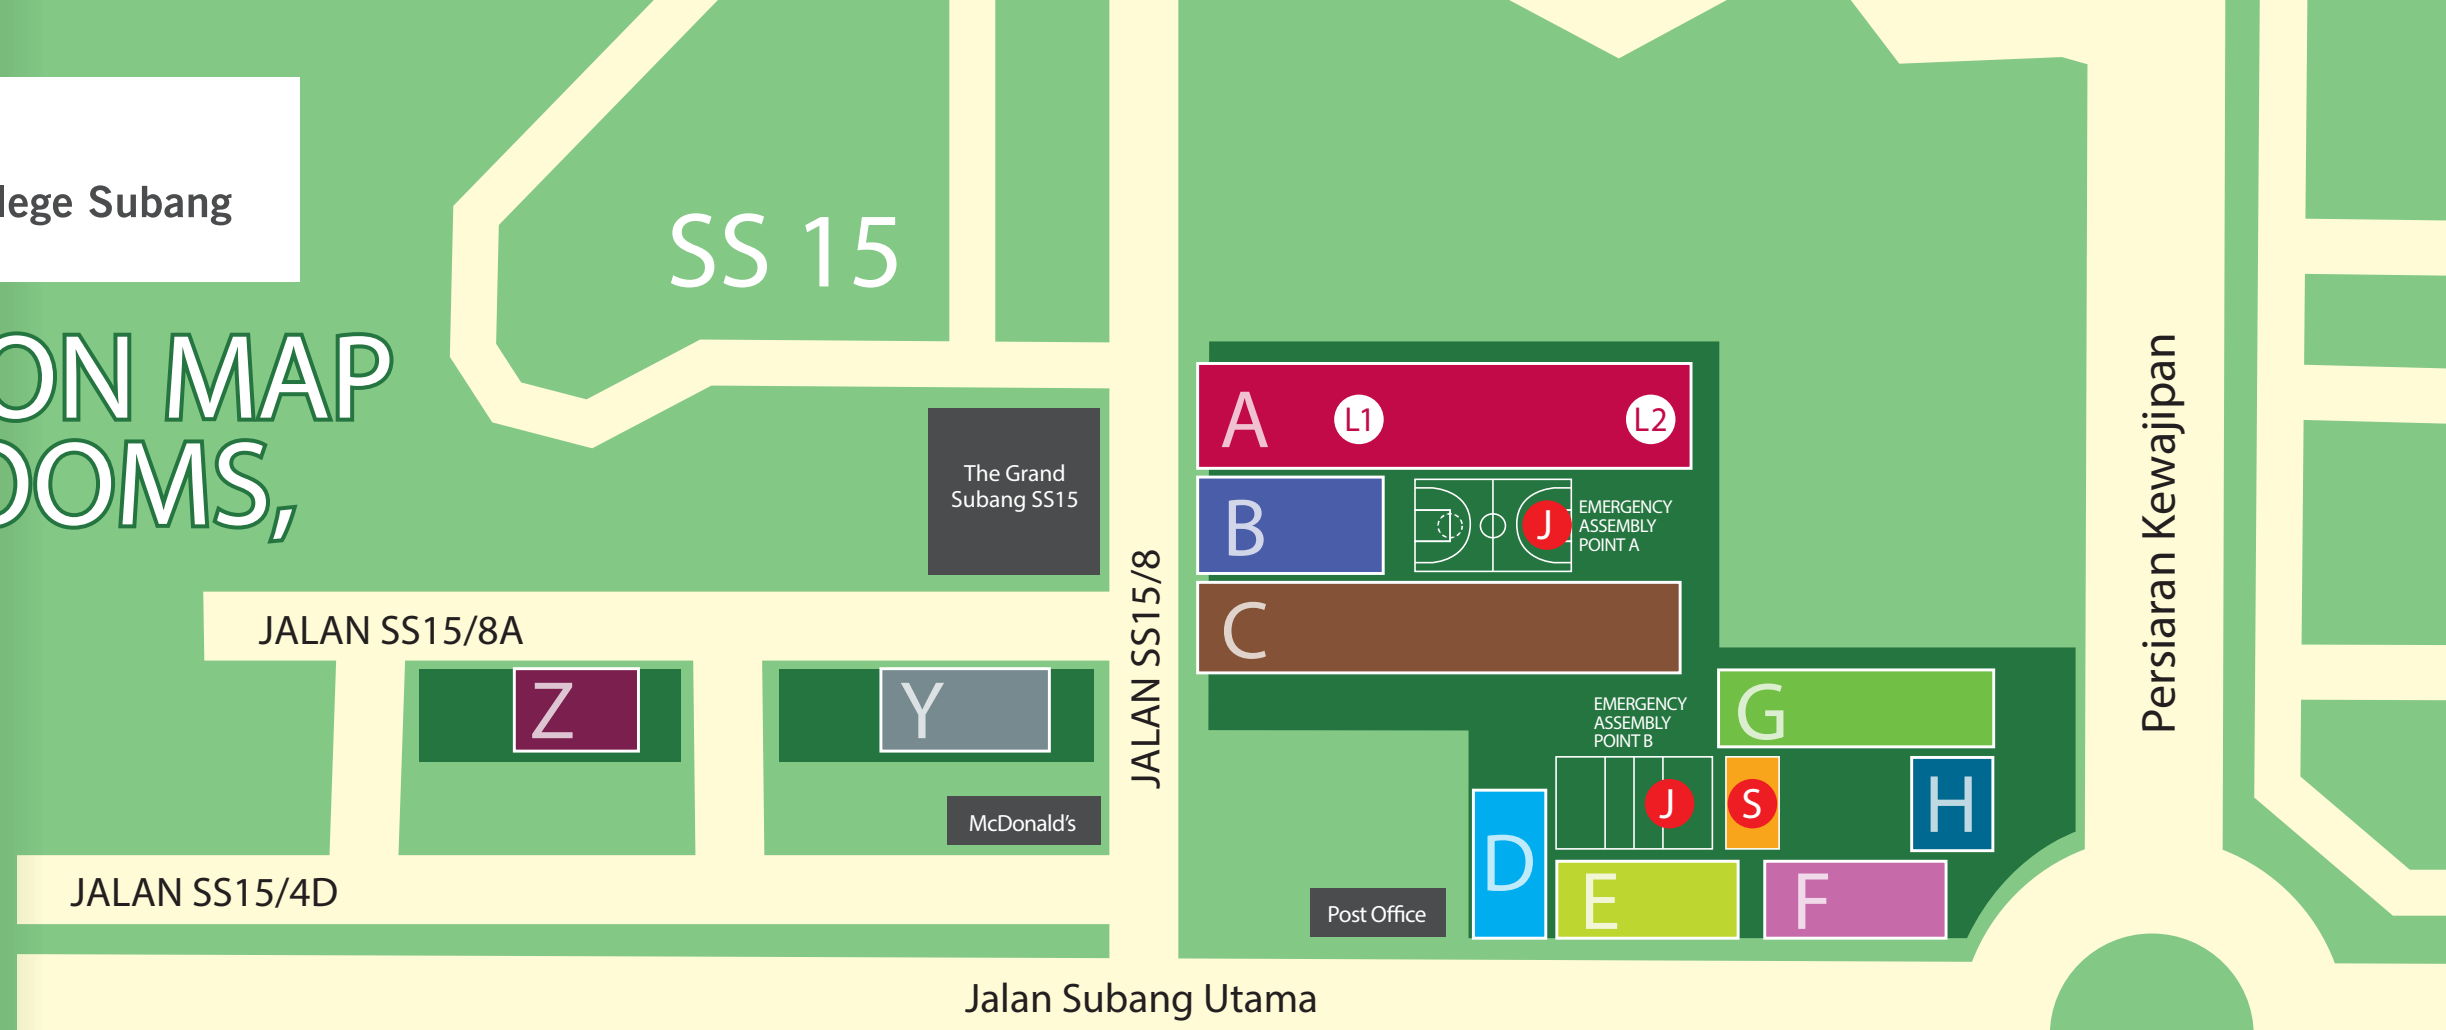 lege Subang
ON MAP
OOMS,
SS 15
The Grand
Subang SS15
JALAN SS15/8A
Z
Y
McDonald's
JALAN SS15/4D
JALAN SS15/8
A
L1
L2
B
J
EMERGENCY
ASSEMBLY
POINT A
C
EMERGENCY
ASSEMBLY
POINT B
G
J
S
H
D
E
F
Post Office
Persiaran Kewajipan
Jalan Subang Utama